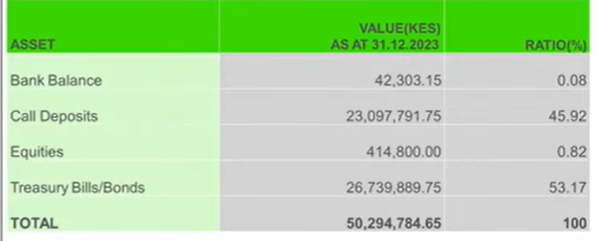 ASSET VALUE(KES) AS AT 31.12.2023 RATIO(%)
Bank Balance 42,303.15 0.08
Call Deposits 23,097,791.75 45.92
Equities 414,800.00 0.82
Treasury Bills/Bonds 26,739,889.75 53.17
TOTAL 50,294,784.65 100